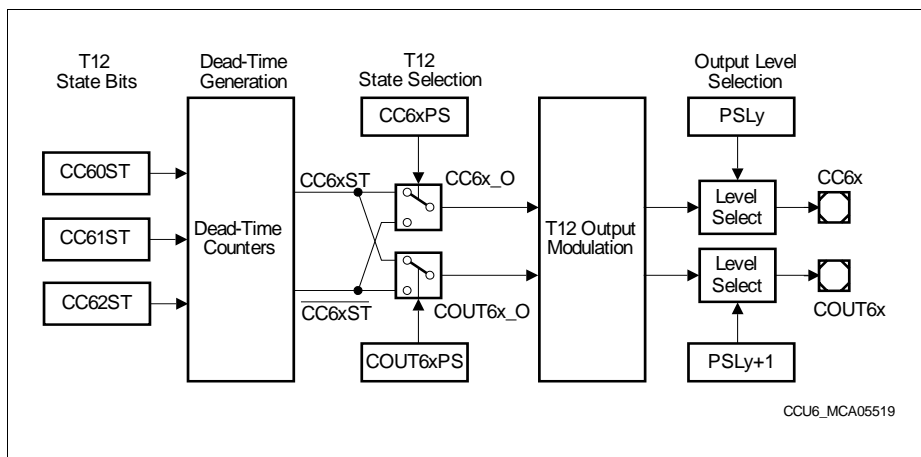 T12
State Bits
Dead-Time
Generation
T12
State Selection
Output Level
Selection
CC6xPS
PSLy
CC60ST
CC61ST
CC62ST
Dead-Time
Counters
CC6xST
CC6xST
CC6x_O
COUT6x_O
COUT6xPS
T12 Output
Modulation
Level
Select
Level
Select
CC6x
COUT6x
PSLy+1
CCU6_MCA05519